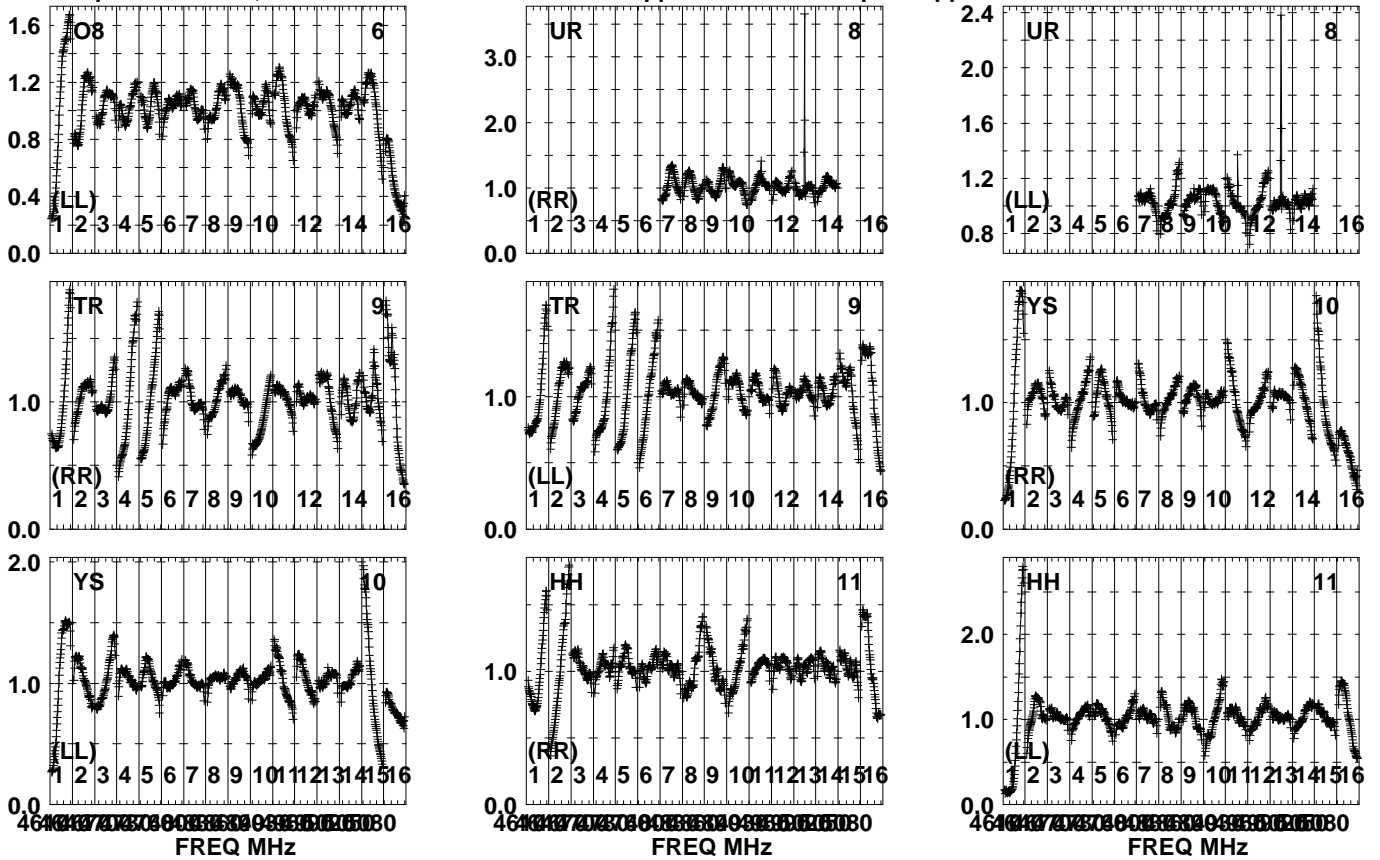 1.6 O8 6
1.2
0.8
0.4 (LL)
1 2 3 4 5 6 7 8 9 10 12 14 16
0.0
UR 8
3.0
2.0
1.0 (RR)
1 2 3 4 5 6 7 8 9 10 12 14 16
0.0
2.4 UR 8
2.0
1.6
1.2 (LL)
1 2 3 4 5 6 7 8 9 10 12 14 16
0.8
TR 9
1.0
(RR)
1 2 3 4 5 6 7 8 9 10 12 14 16
0.0
TR 9
1.0
(LL)
1 2 3 4 5 6 7 8 9 10 12 14 16
0.0
YS 10
1.0
(RR)
1 2 3 4 5 6 7 8 9 10 12 14 16
0.0
2.0 YS 10
1.0
(LL)
1 2 3 4 5 6 7 8 9 10 11 12 13 14 15 16
0.0
FREQ MHz
HH 11
1.0
(RR)
1 2 3 4 5 6 7 8 9 10 11 12 13 14 15 16
0.0
FREQ MHz
HH 11
2.0
1.0
(LL)
1 2 3 4 5 6 7 8 9 10 11 12 13 14 15 16
0.0
FREQ MHz